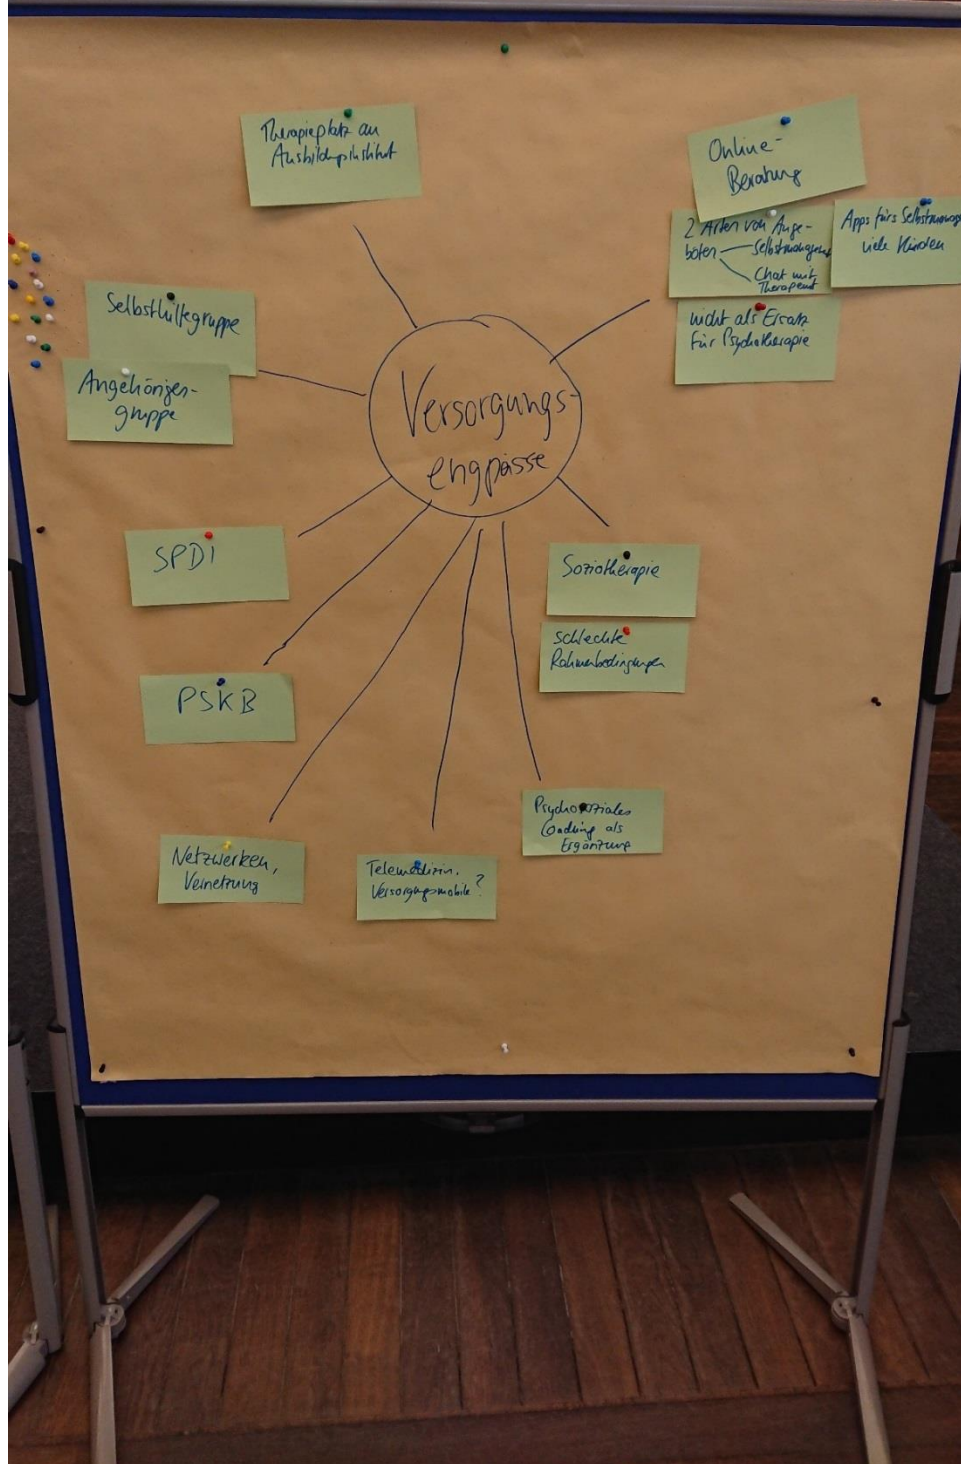 Therapieplatz an
Ausbildungsinstitut
Online-
Beratung
2 Arten von Ange-
boten
Selbstmanagement
Chat mit
Therapeut
Apps fürs Selbstmanag
viele Hürden
nicht als Ersatz
für Psychotherapie
Selbsthilfegruppe
Angehörigen-
gruppe
Versorgungs-
engpässe
SPDI
Soziotherapie
schlechte
Rahmenbedingungen
PSKB
Psychosoziales
Coaching als
Ergänzung
Netzwerken,
Vernetzung
Telemedizin.
Versorgungsmobile?